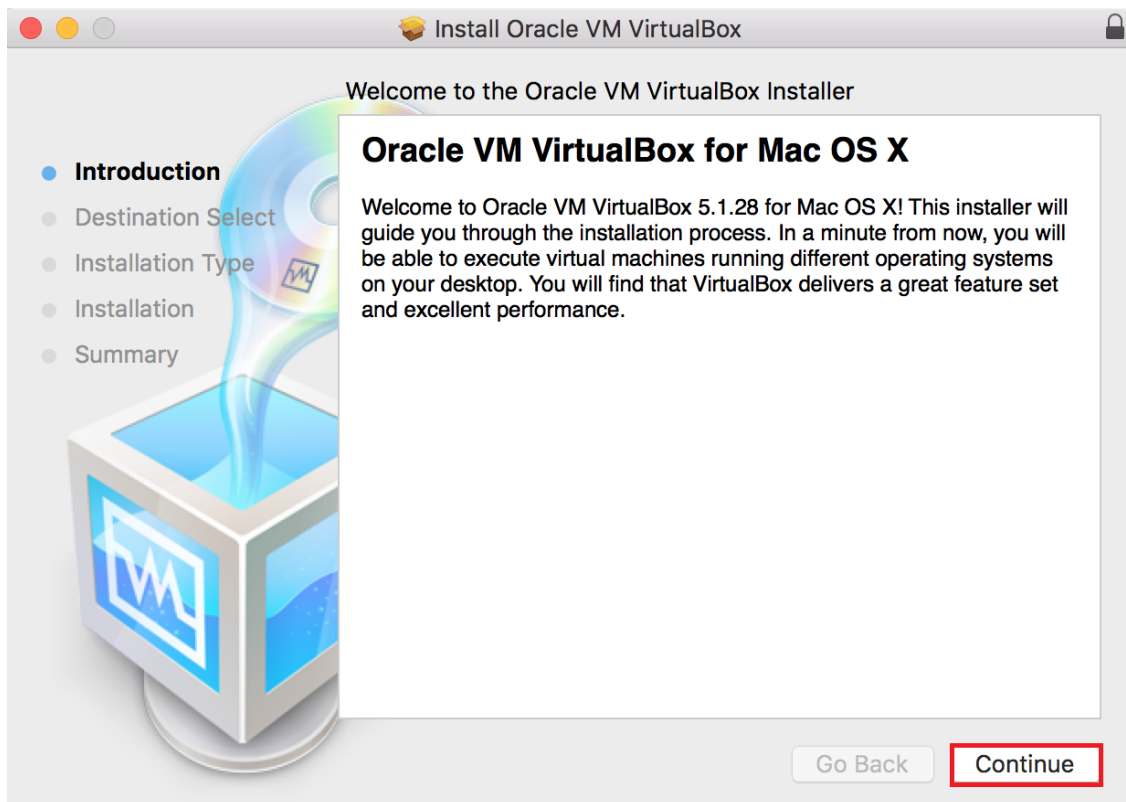 Install Oracle VM VirtualBox
Welcome to the Oracle VM VirtualBox Installer
Introduction
Destination Select
Installation Type
Installation
Summary
Oracle VM VirtualBox for Mac OS X
Welcome to Oracle VM VirtualBox 5.1.28 for Mac OS X! This installer will
guide you through the installation process. In a minute from now, you will
be able to execute virtual machines running different operating systems
on your desktop. You will find that VirtualBox delivers a great feature set
and excellent performance.
Go Back
Continue